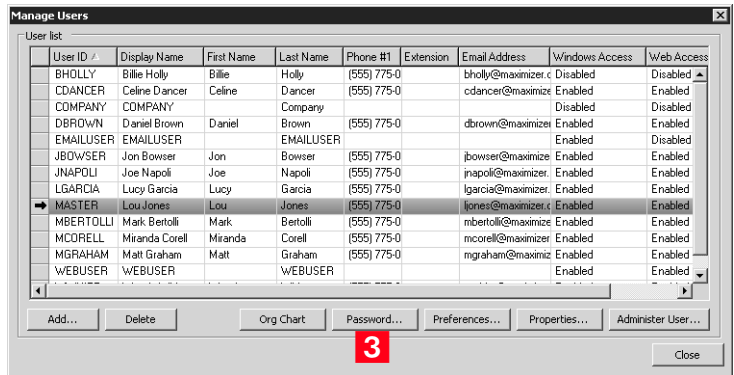 Manage Users
User list
User ID Display Name First Name Last Name Phone #1 Extension Email Address Windows Access Web Access
BHOLLY Billie Holly Billie Holly (555) 775-0 bholly@maximizer.c Disabled Disabled
CDANCER Celine Dancer Celine Dancer (555) 775-0 cdancer@maximize Enabled Enabled
COMPANY COMPANY Company Disabled Disabled
DBROWN Daniel Brown Daniel Brown (555) 775-0 dbrown@maximizer Enabled Enabled
EMAILUSER EMAILUSER EMAILUSER Enabled Disabled
JBOWSER Jon Bowser Jon Bowser (555) 775-0 jbowser@maximize Enabled Enabled
JNAPOLI Joe Napoli Joe Napoli (555) 775-0 jnapoli@maximizer. Enabled Enabled
LGARCIA Lucy Garcia Lucy Garcia (555) 775-0 lgarcia@maximizer. Enabled Enabled
MASTER Lou Jones Lou Jones (555) 775-0 ljones@maximizer.c Enabled Enabled
MBERTOLLI Mark Bertolli Mark Bertolli (555) 775-0 mbertolli@maximize Enabled Enabled
MCORELL Miranda Corell Miranda Corell (555) 775-0 mcorell@maximizer Enabled Enabled
MGRAHAM Matt Graham Matt Graham (555) 775-0 mgraham@maximiz Enabled Enabled
WEBUSER WEBUSER WEBUSER Enabled Enabled
Add... Delete Org Chart Password... Preferences... Properties... Administer User...
3
Close